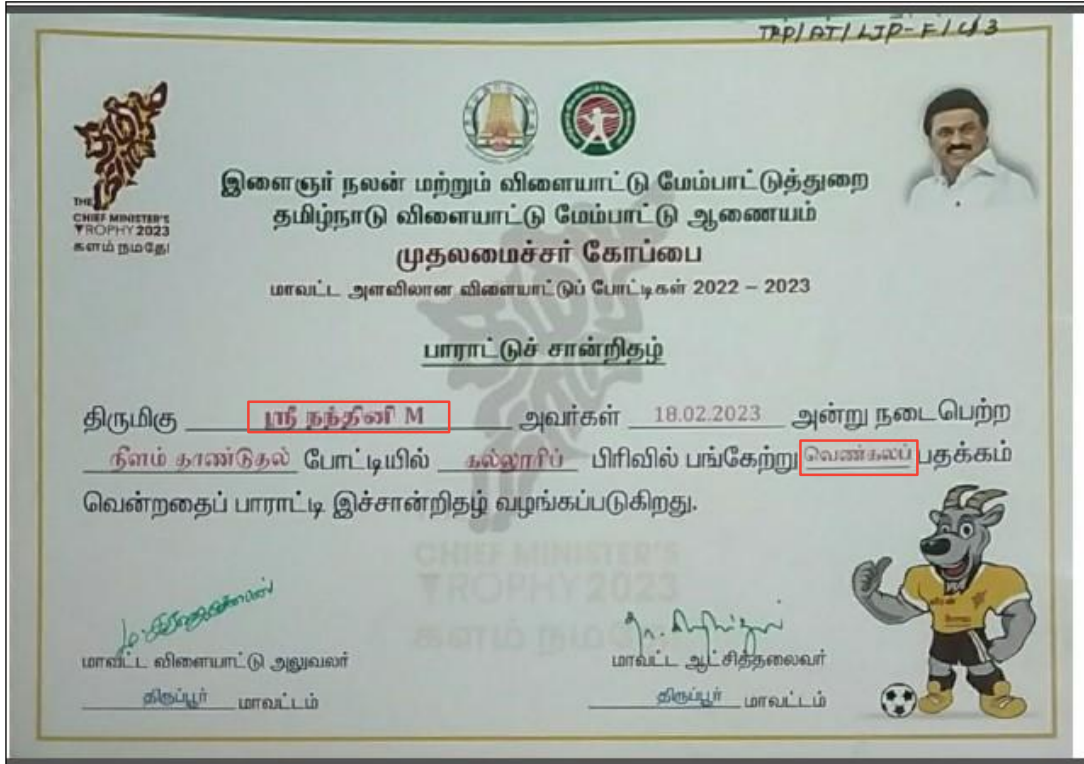 TRP/AT/LJP-F/43
THE
CHIEF MINISTER'S
TROPHY 2023
களம் நமதே!
இளைஞர் நலன் மற்றும் விளையாட்டு மேம்பாட்டுத்துறை
தமிழ்நாடு விளையாட்டு மேம்பாட்டு ஆணையம்
முதலமைச்சர் கோப்பை
மாவட்ட அளவிலான விளையாட்டுப் போட்டிகள் 2022 – 2023
பாராட்டுச் சான்றிதழ்
திருமிகு ஸ்ரீ நந்தினி M அவர்கள் 18.02.2023 அன்று நடைபெற்ற
நீளம் தாண்டுதல் போட்டியில் கல்லூரிப் பிரிவில் பங்கேற்று வெண்கலப் பதக்கம்
வென்றதைப் பாராட்டி இச்சான்றிதழ் வழங்கப்படுகிறது.
CHIEF MINISTER'S
TROPHY 2023
களம் நமதே
மாவட்ட விளையாட்டு அலுவலர்
திருப்பூர் மாவட்டம்
மாவட்ட ஆட்சித்தலைவர்
திருப்பூர் மாவட்டம்